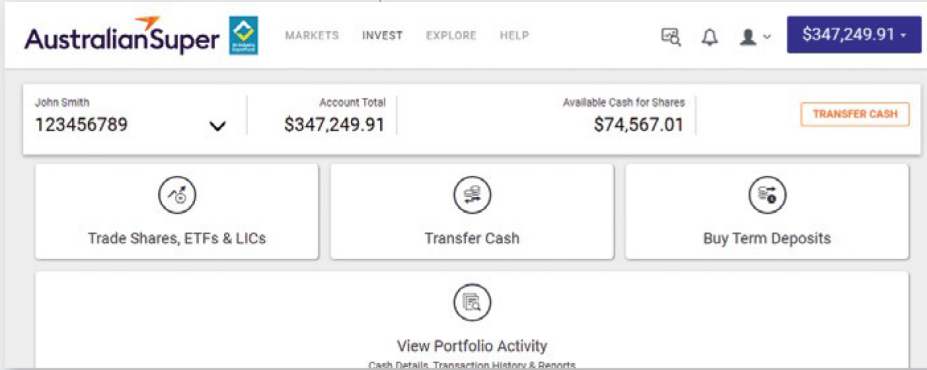 AustralianSuper
MARKETS INVEST EXPLORE HELP
$347,249.91
John Smith
123456789
Account Total
$347,249.91
Available Cash for Shares
$74,567.01
TRANSFER CASH
Trade Shares, ETFs & LICs
Transfer Cash
Buy Term Deposits
View Portfolio Activity
Cash Details, Transaction History & Reports